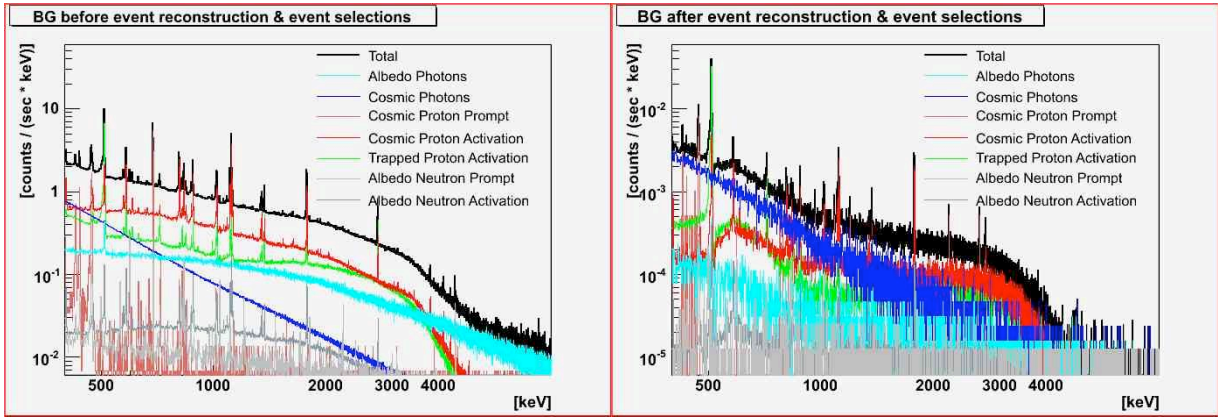 BG before event reconstruction & event selections
[counts / (sec * keV)]
10
1
10-1
10-2
Total
Albedo Photons
Cosmic Photons
Cosmic Proton Prompt
Cosmic Proton Activation
Trapped Proton Activation
Albedo Neutron Prompt
Albedo Neutron Activation
500
1000
2000
3000
4000
[keV]
BG after event reconstruction & event selections
[counts / (sec * keV)]
10-2
10-3
10-4
10-5
Total
Albedo Photons
Cosmic Photons
Cosmic Proton Prompt
Cosmic Proton Activation
Trapped Proton Activation
Albedo Neutron Prompt
Albedo Neutron Activation
500
1000
2000
3000
4000
[keV]